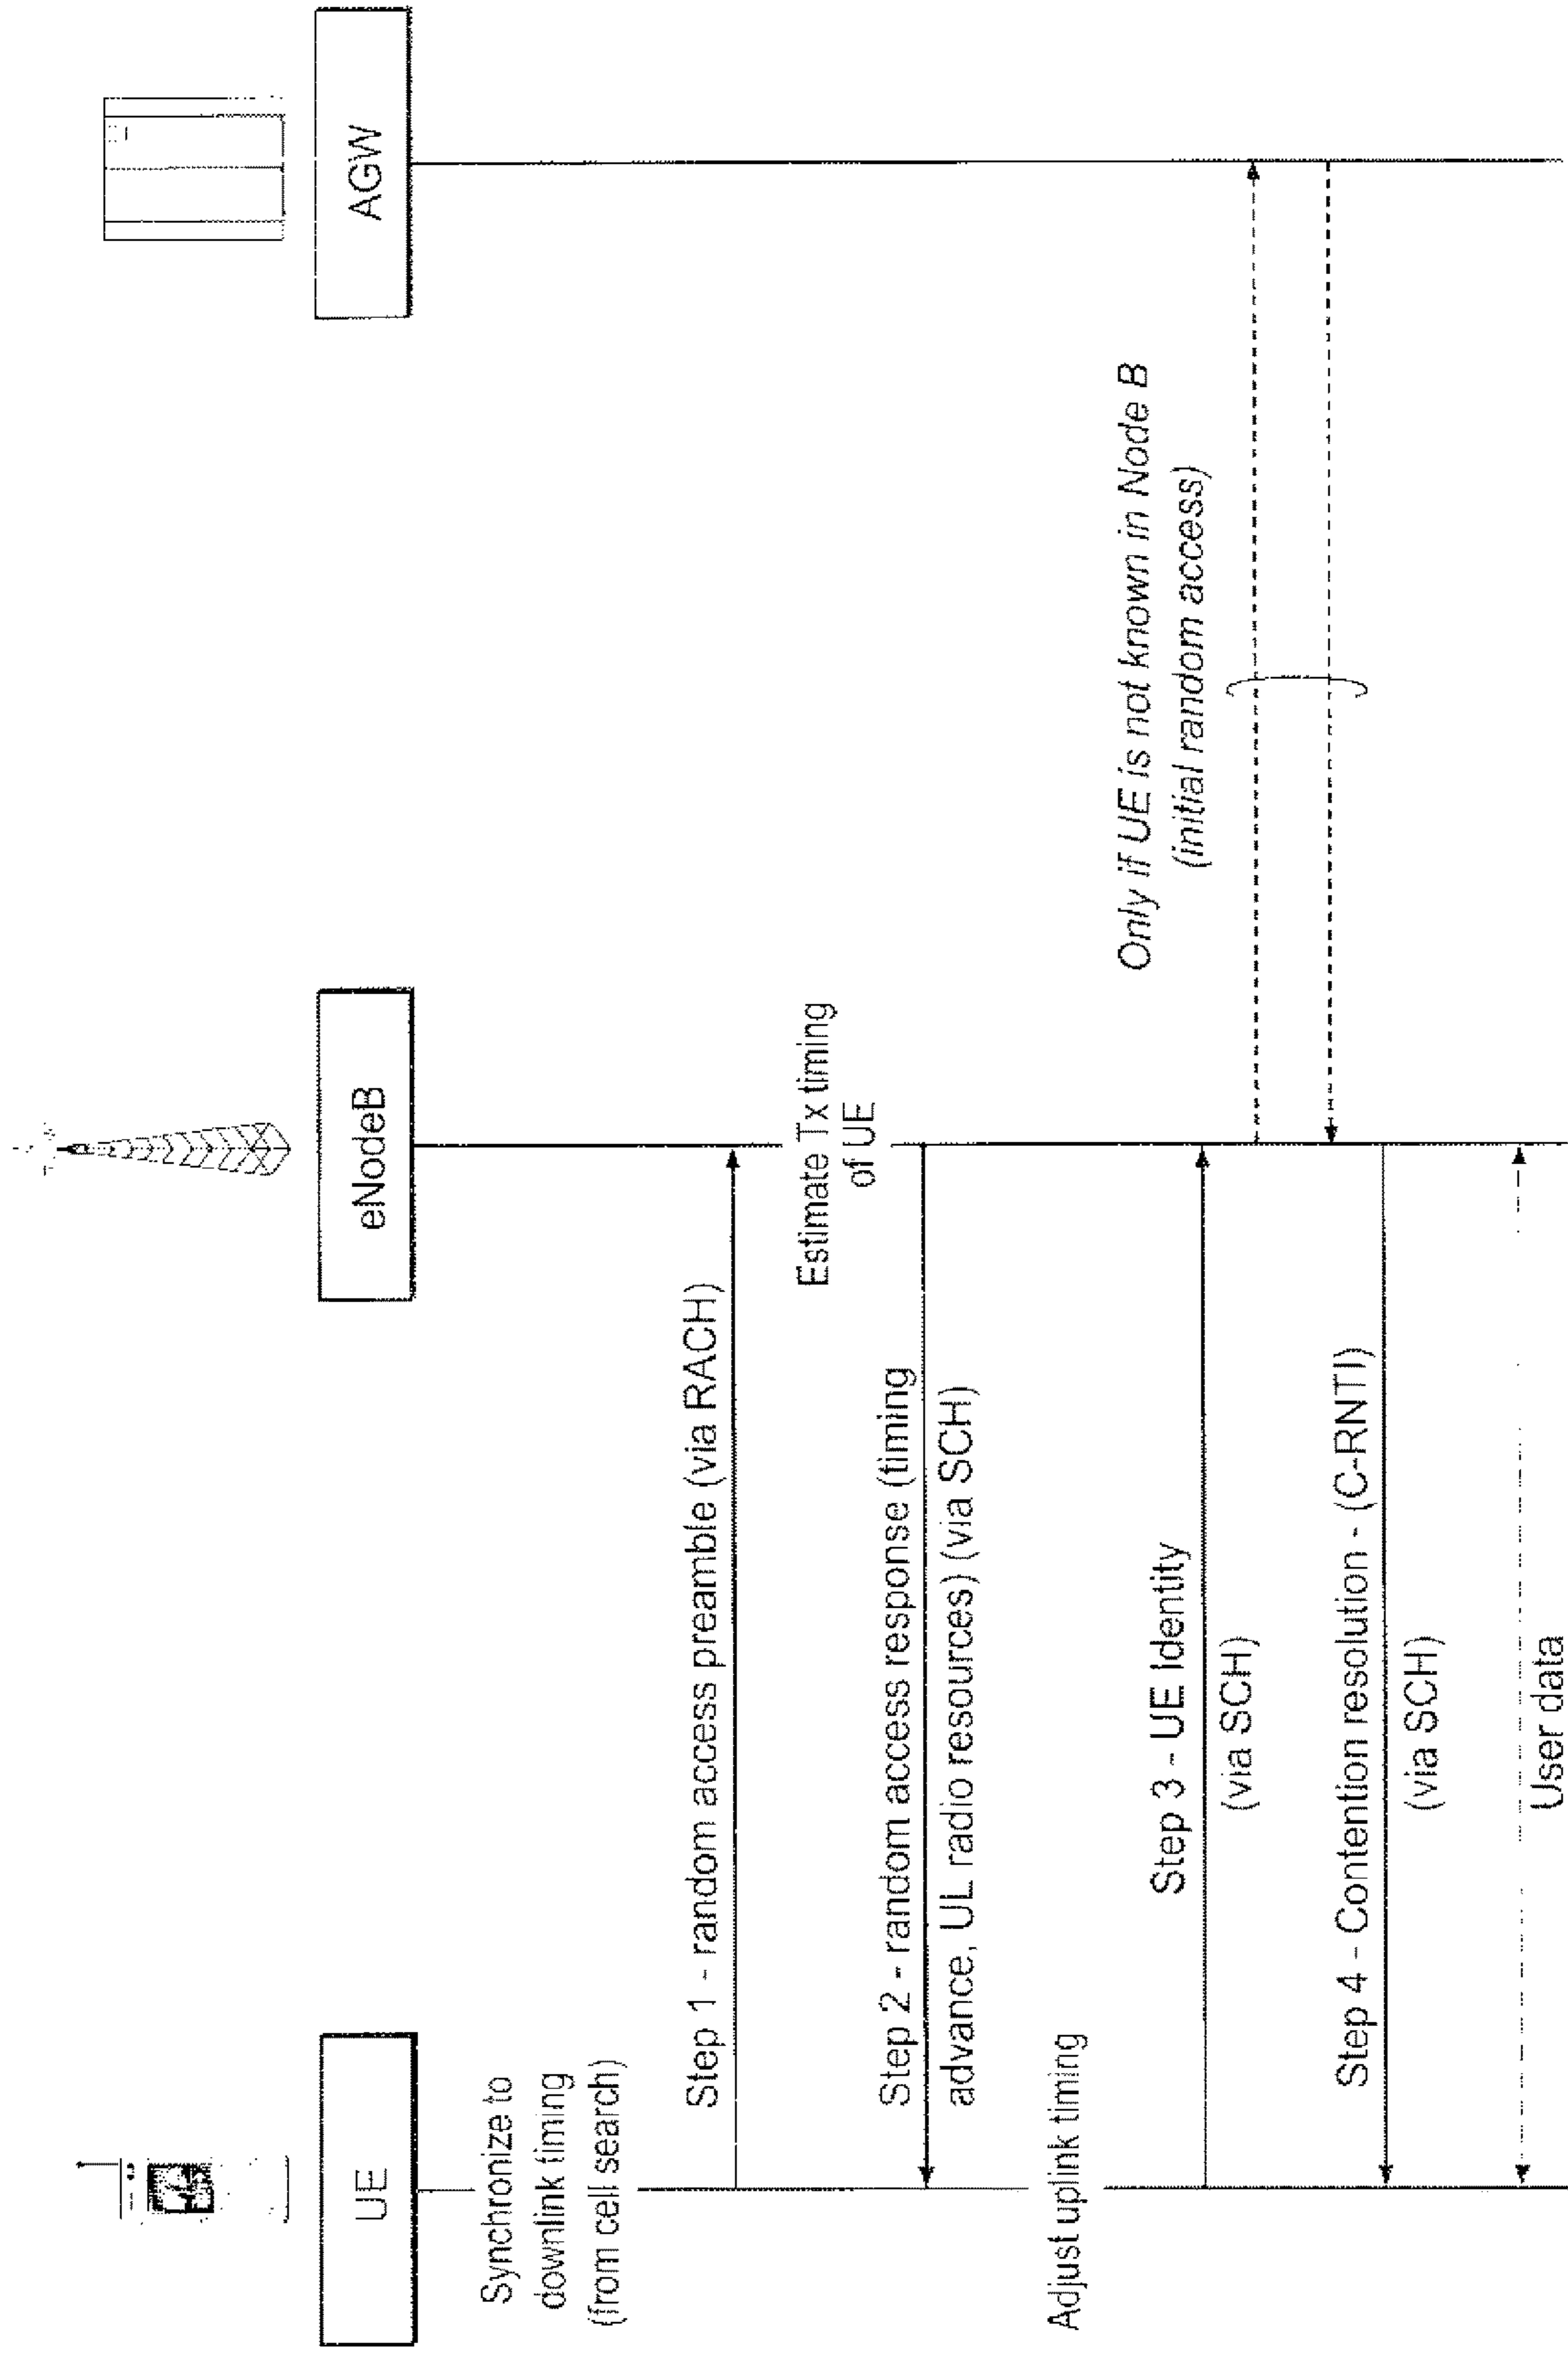 UE
eNodeB
AGW
Synchronize to
downlink timing
(from cell search)
Step 1 - random access preamble (via RACH)
Estimate Tx timing
of UE
Step 2 - random access response (timing
advance, UL radio resources) (via SCH)
Adjust uplink timing
Only if UE is not known in Node B
(initial random access)
Step 3 - UE Identity
(via SCH)
Step 4 - Contention resolution - (C-RNTI)
(via SCH)
User data